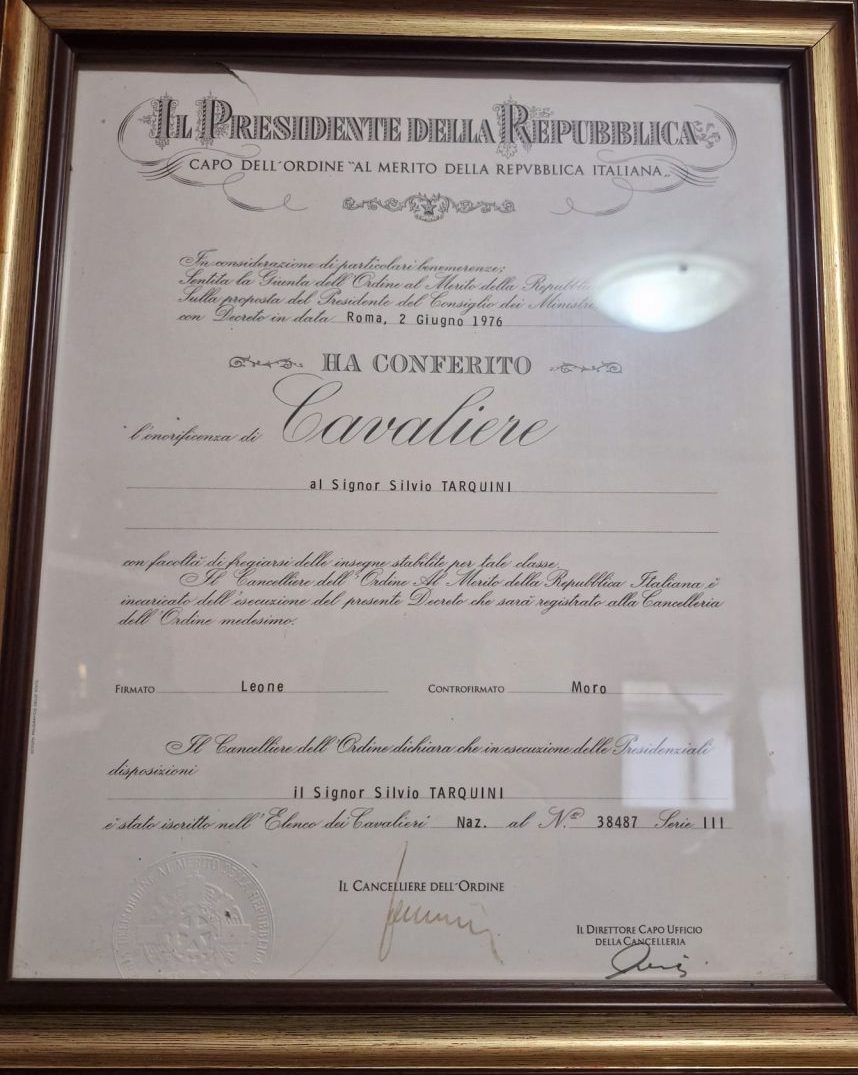 IL PRESIDENTE DELLA REPUBBLICA
CAPO DELL'ORDINE "AL MERITO DELLA REPVBBLICA ITALIANA„
In considerazione di particolari benemerenze;
Sentita la Giunta dell'Ordine al Merito della
Sulla proposta del Presidente del Consiglio dei
con Decreto in data Roma, 2 Giugno 1976
HA CONFERITO
l'onorificenza di Cavaliere
al Signor Silvio TARQUINI
con facoltà di fregiarsi delle insegne stabilite per tale classe.
Il Cancelliere dell'Ordine Al Merito della Repubblica Italiana è
incaricato dell'esecuzione del presente Decreto che sarà registrato alla Cancelleria
dell'Ordine medesimo.
FIRMATO Leone CONTROFIRMATO Moro
Il Cancelliere dell'Ordine dichiara che in esecuzione delle Presidenziali
disposizioni
il Signor Silvio TARQUINI
è stato iscritto nell'Elenco dei Cavalieri Naz. al N.º 38487 Serie III
IL CANCELLIERE DELL'ORDINE
IL DIRETTORE CAPO UFFICIO
DELLA CANCELLERIA